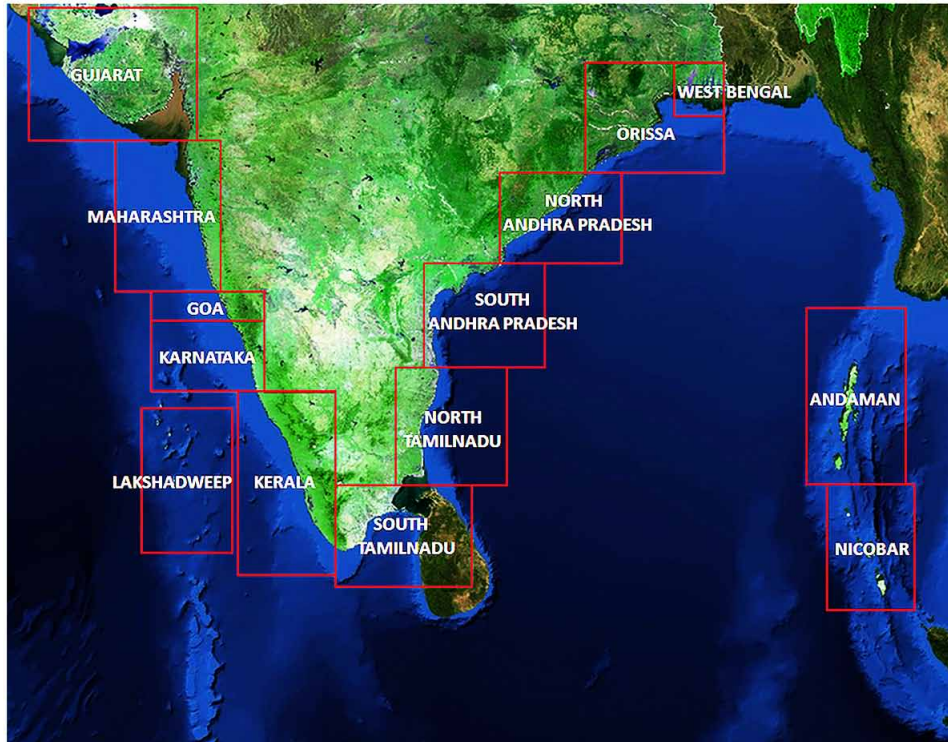 GUJARAT
WEST BENGAL
ORISSA
MAHARASHTRA
NORTH
ANDHRA PRADESH
GOA
SOUTH
ANDHRA PRADESH
KARNATAKA
ANDAMAN
NORTH
TAMILNADU
LAKSHADWEEP
KERALA
SOUTH
TAMILNADU
NICOBAR